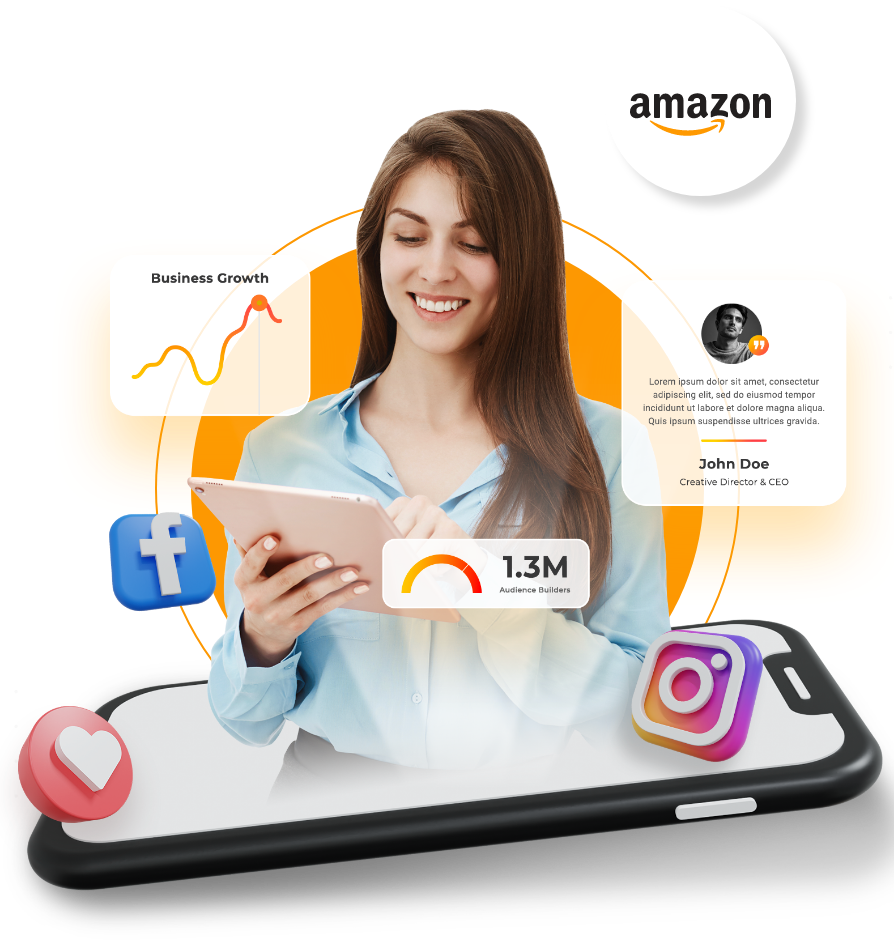 amazon
Business Growth
Lorem ipsum dolor sit amet, consectetur
adipiscing elit, sed do eiusmod tempor
incididunt ut labore et dolore magna aliqua.
Quis ipsum suspendisse ultrices gravida.
John Doe
Creative Director & CEO
1.3M
Audience Builders